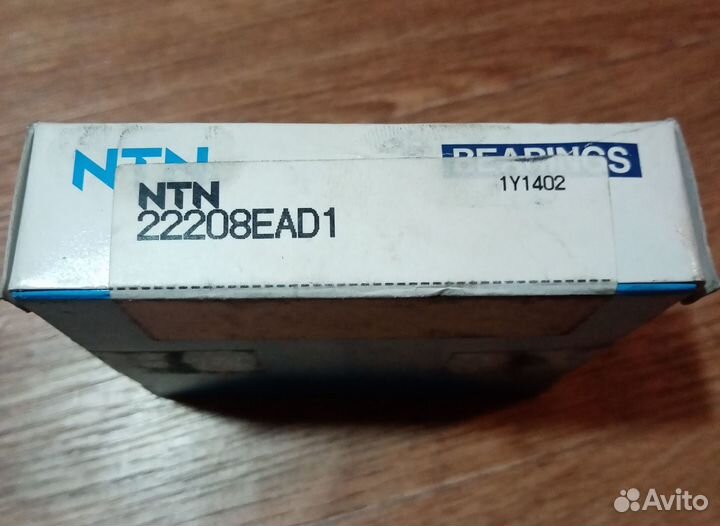 NTN BEARINGS
NTN 1Y1402
22208EAD1
Avito